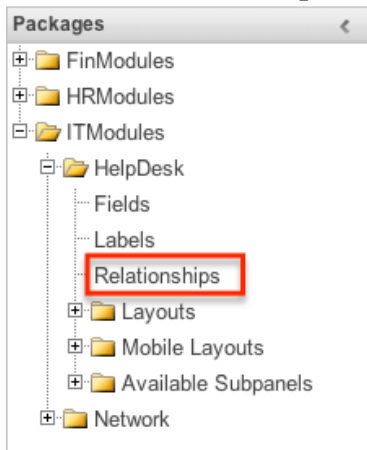 Packages
FinModules
HRModules
ITModules
HelpDesk
Fields
Labels
Relationships
Layouts
Mobile Layouts
Available Subpanels
Network